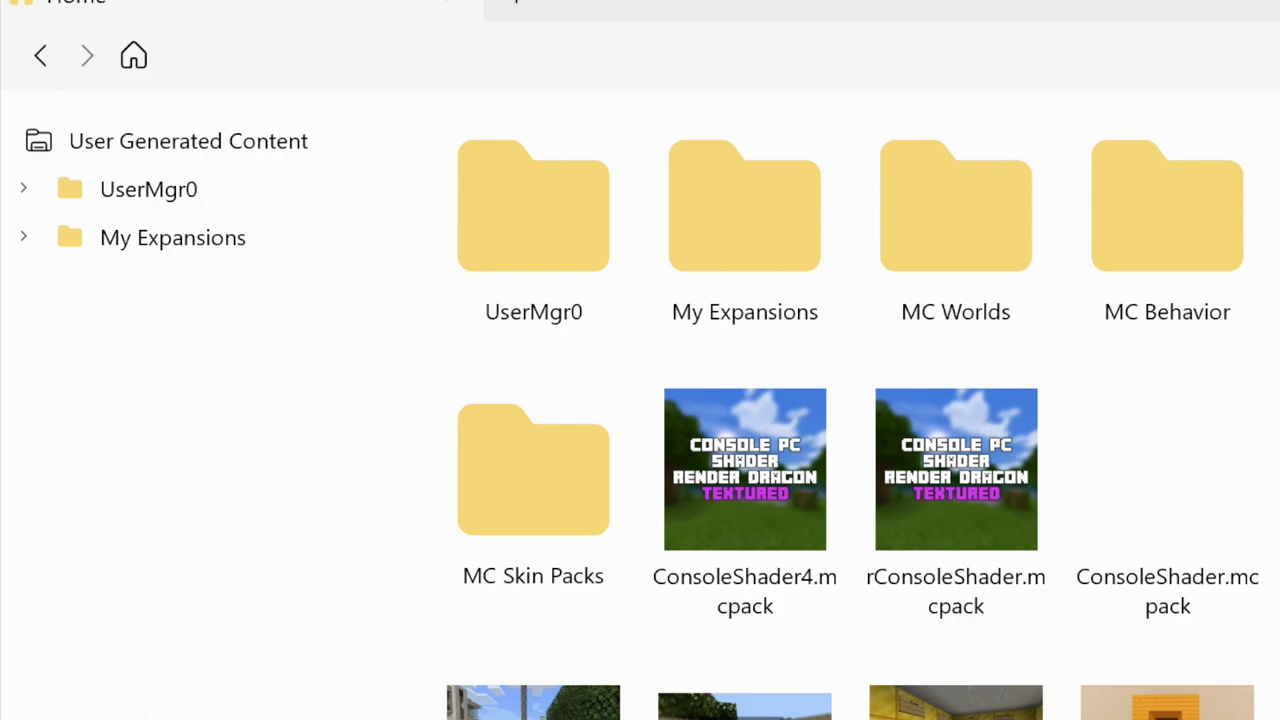 Home
User Generated Content
UserMgr0
My Expansions
UserMgr0
My Expansions
MC Worlds
MC Behavior
CONSOLE PC
SHADER
RENDER DRAGON
TEXTURED
CONSOLE PC
SHADER
RENDER DRAGON
TEXTURED
MC Skin Packs
ConsoleShader4.m
cpack
rConsoleShader.m
cpack
ConsoleShader.mc
pack